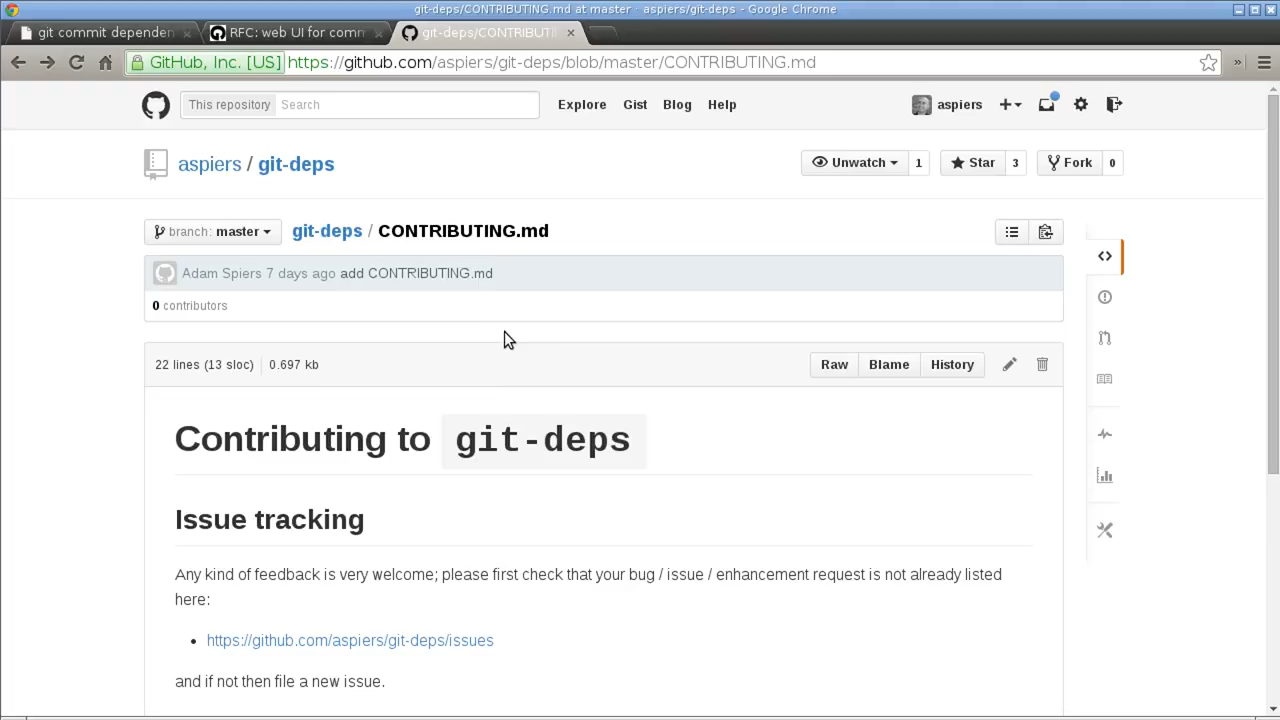 git-deps/CONTRIBUTING.md at master · aspiers/git-deps - Google Chrome
git commit depender
RFC: web UI for comm
git-deps/CONTRIBUTI
GitHub, Inc. [US] https://github.com/aspiers/git-deps/blob/master/CONTRIBUTING.md
This repository Search Explore Gist Blog Help aspiers
aspiers / git-deps Unwatch 1 Star 3 Fork 0
branch: master git-deps / CONTRIBUTING.md
Adam Spiers 7 days ago add CONTRIBUTING.md
0 contributors
22 lines (13 sloc) 0.697 kb Raw Blame History
Contributing to git-deps
Issue tracking
Any kind of feedback is very welcome; please first check that your bug / issue / enhancement request is not already listed
here:
• https://github.com/aspiers/git-deps/issues
and if not then file a new issue.